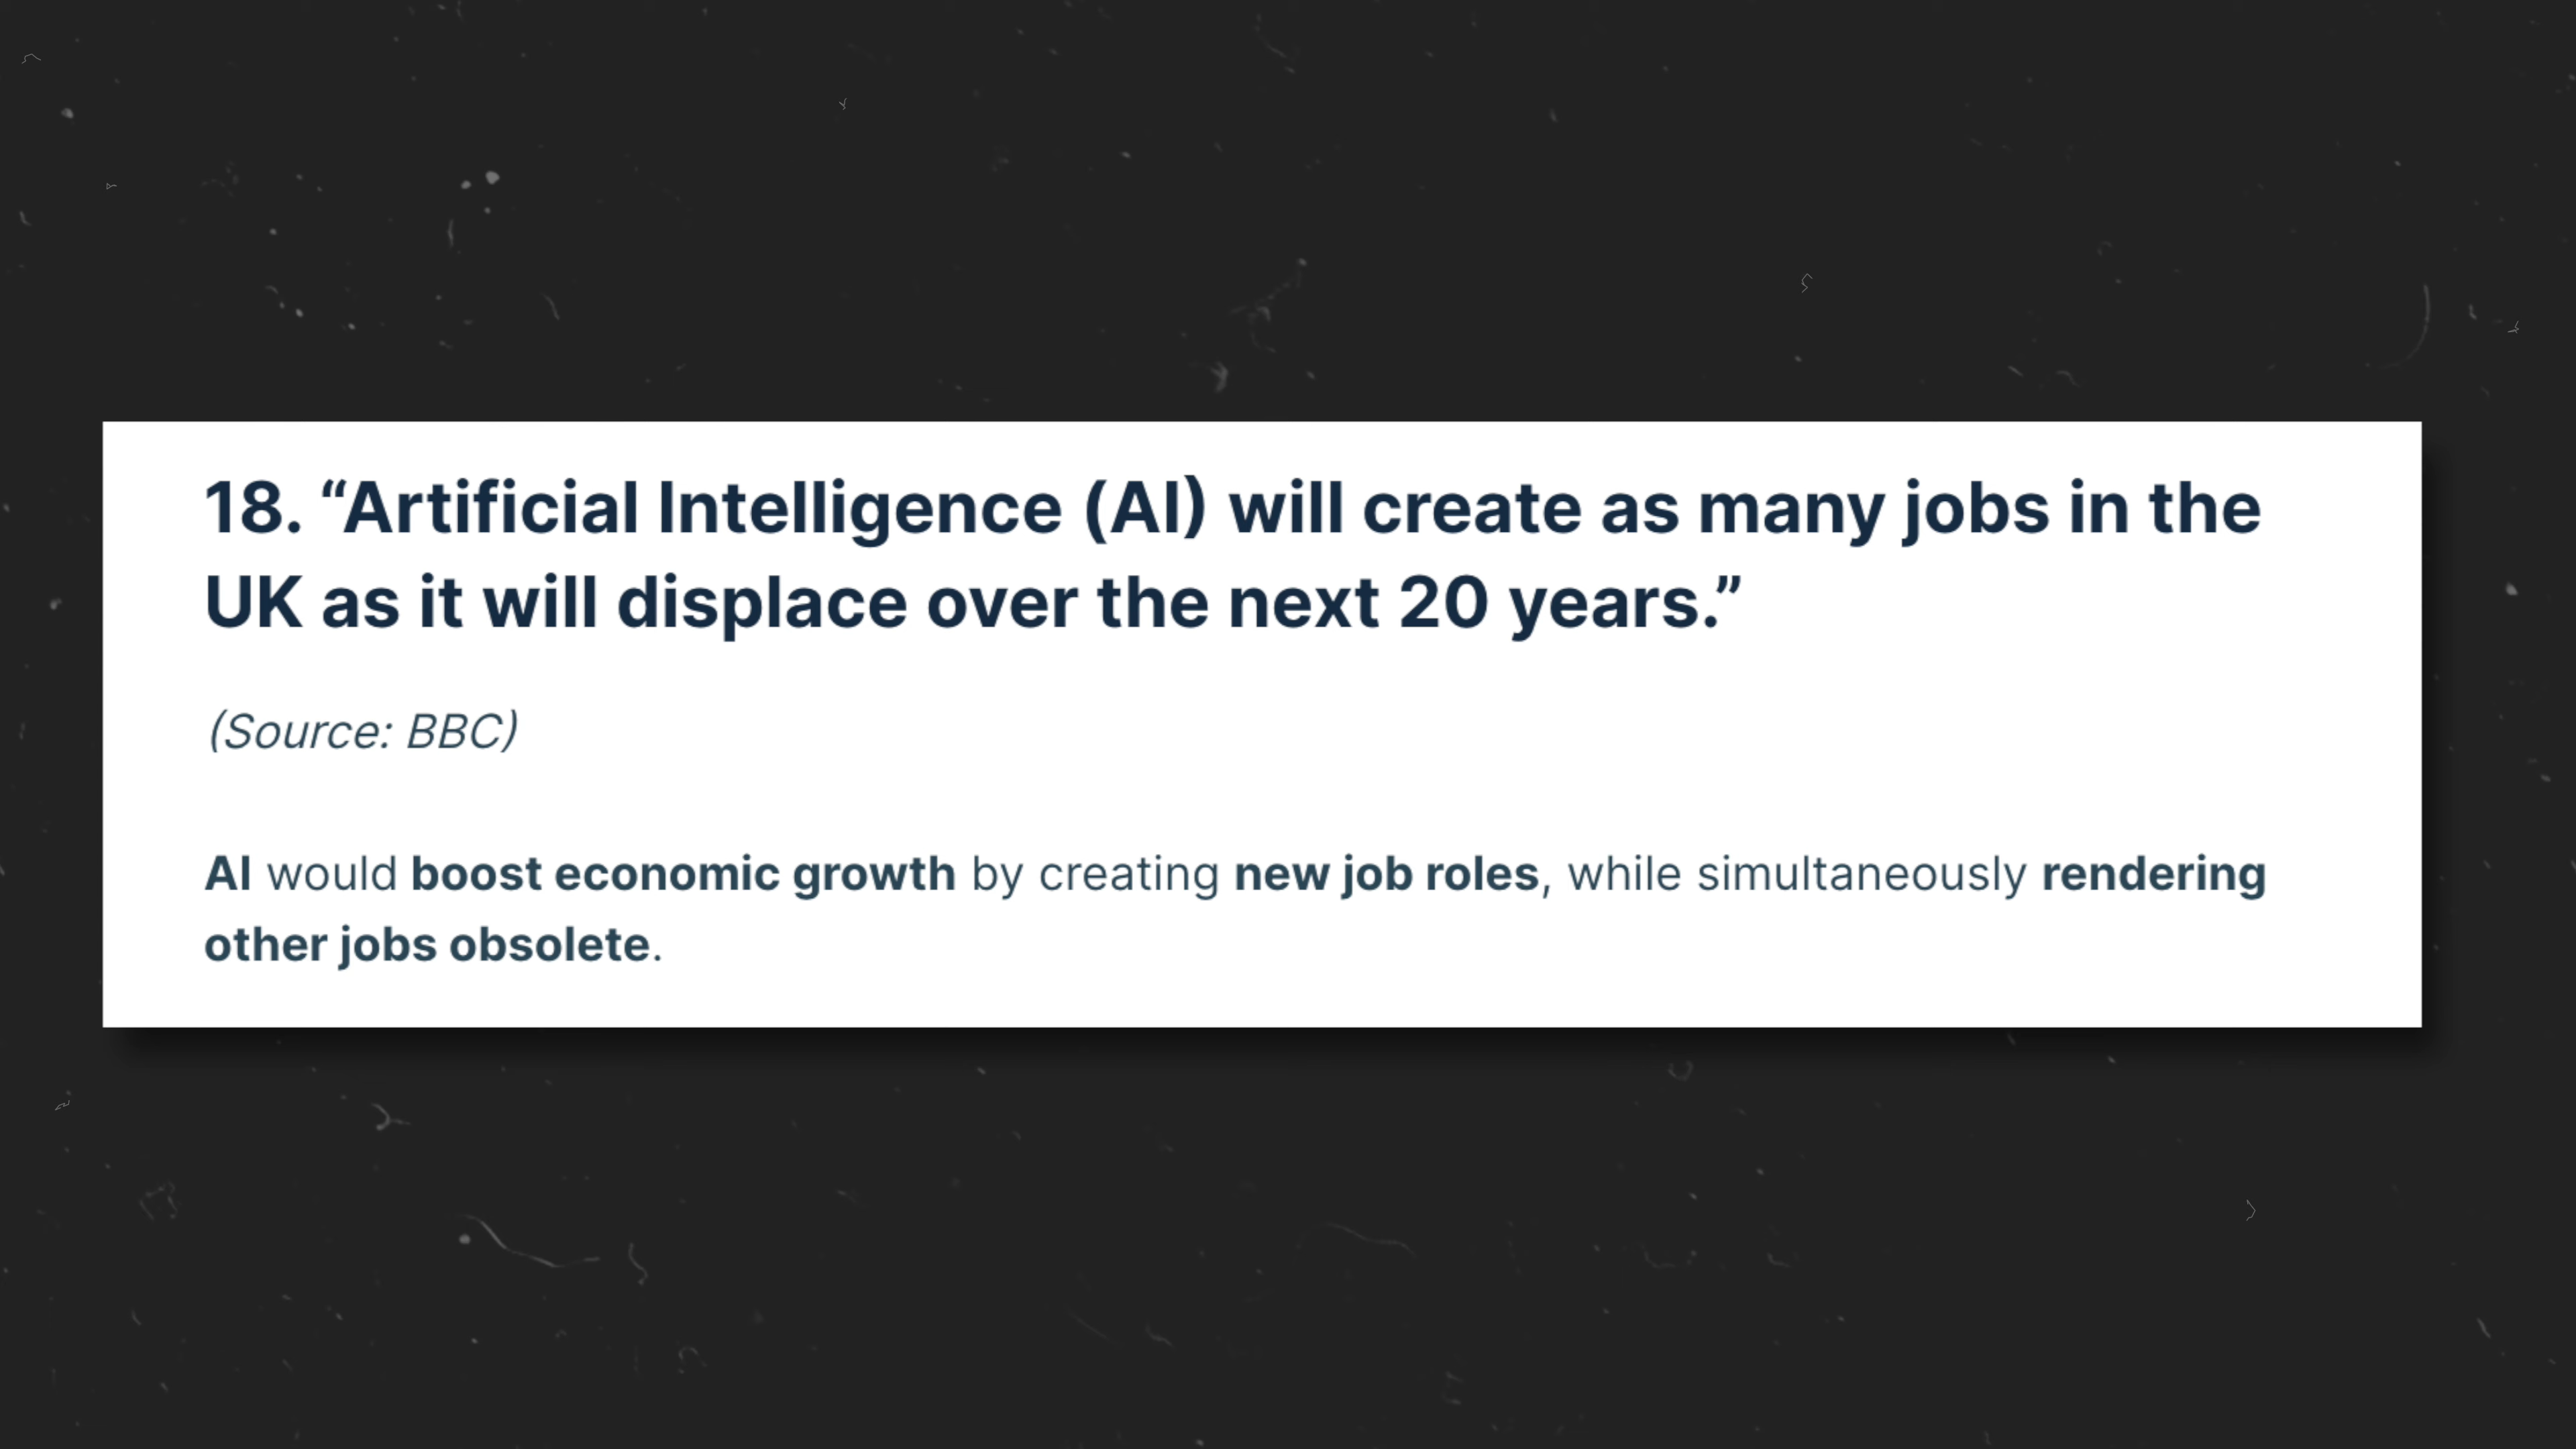 18. “Artificial Intelligence (AI) will create as many jobs in the
UK as it will displace over the next 20 years.”
(Source: BBC)
AI would boost economic growth by creating new job roles, while simultaneously rendering
other jobs obsolete.